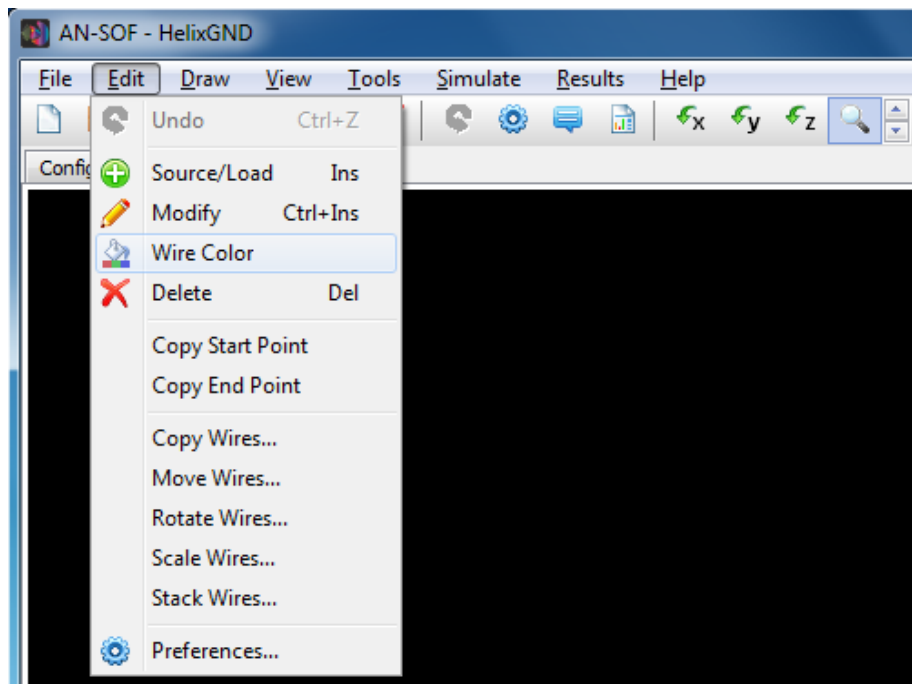 AN-SOF - HelixGND
File Edit Draw View Tools Simulate Results Help
x y z
Config
Undo Ctrl+Z
Source/Load Ins
Modify Ctrl+Ins
Wire Color
Delete Del
Copy Start Point
Copy End Point
Copy Wires...
Move Wires...
Rotate Wires...
Scale Wires...
Stack Wires...
Preferences...